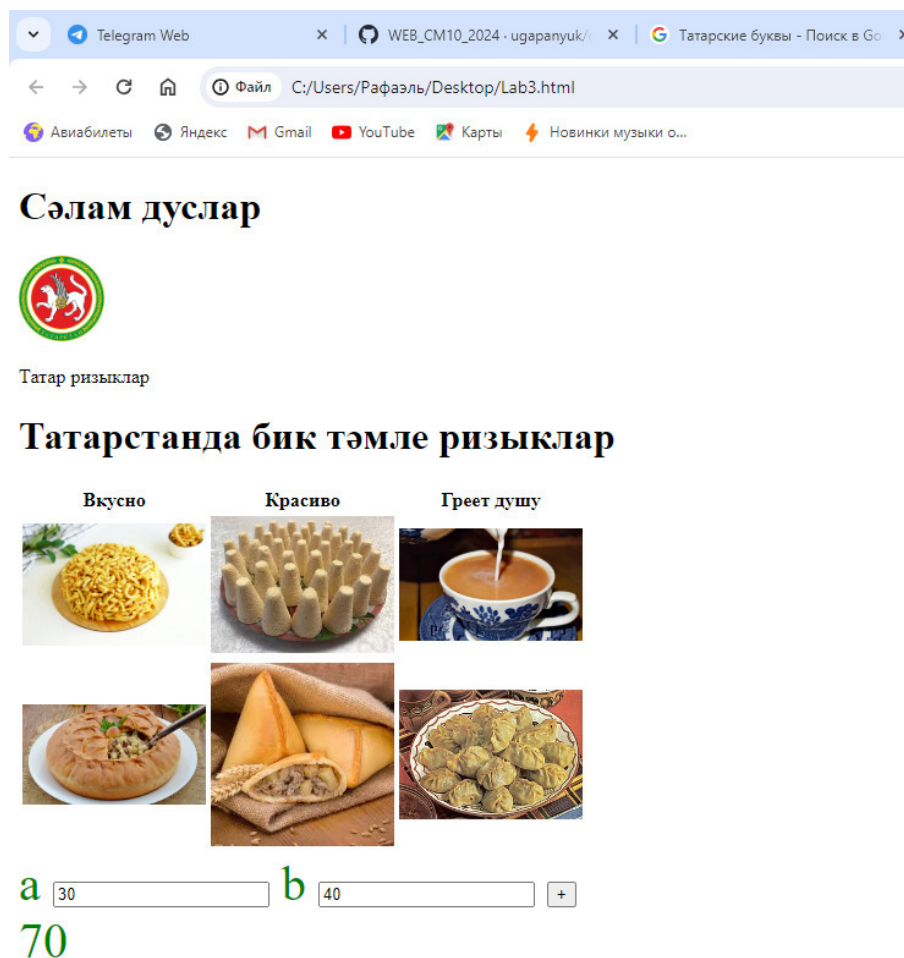 Telegram Web
WEB_CM10_2024 · ugapanyuk/
Татарские буквы - Поиск в Go
Файл C:/Users/Рафаэль/Desktop/Lab3.html
Авиабилеты Яндекс Gmail YouTube Карты Новинки музыки о...
Сәлам дуслар
ТАТАРСТАН
Татар ризыклар
Татарстанда бик тәмле ризыклар
Вкусно Красиво Греет душу
a 30 b 40 +
70